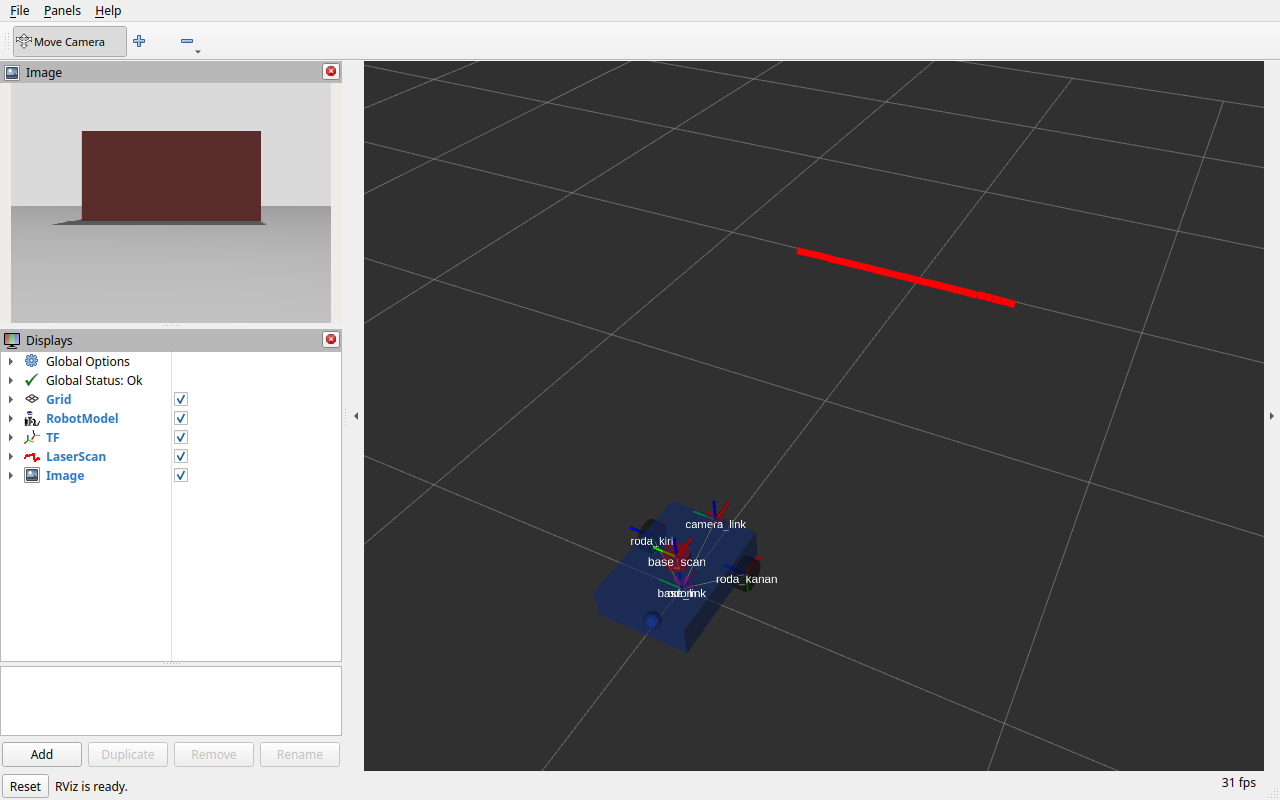 File Panels Help
Move Camera
Image
Displays
Global Options
Global Status: Ok
Grid
RobotModel
TF
LaserScan
Image
Add Duplicate Remove Rename
Reset RViz is ready.
camera_link
roda_kiri
base_scan
roda_kanan
31 fps